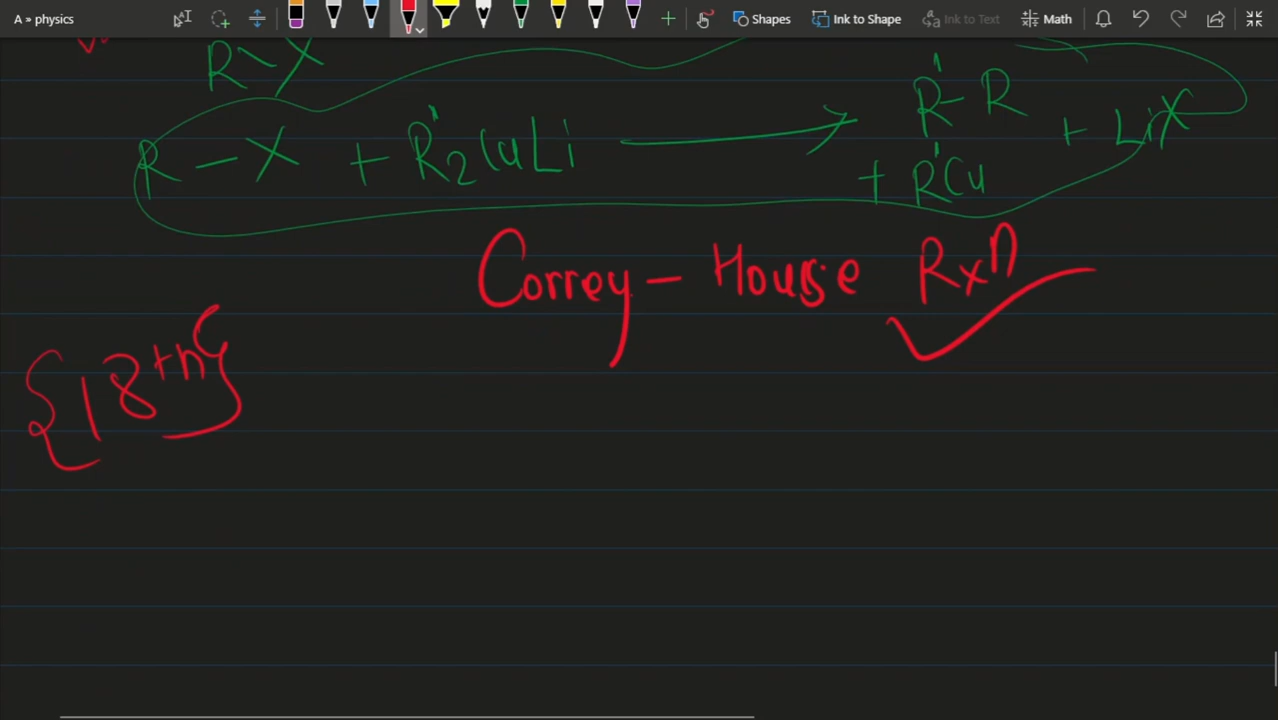 A » physics
Shapes
Ink to Shape
Ink to Text
Math
R-X
R - X + R'2CuLi → R'- R
+ R'Cu + LiX
Correy - House Rxn
{18th}